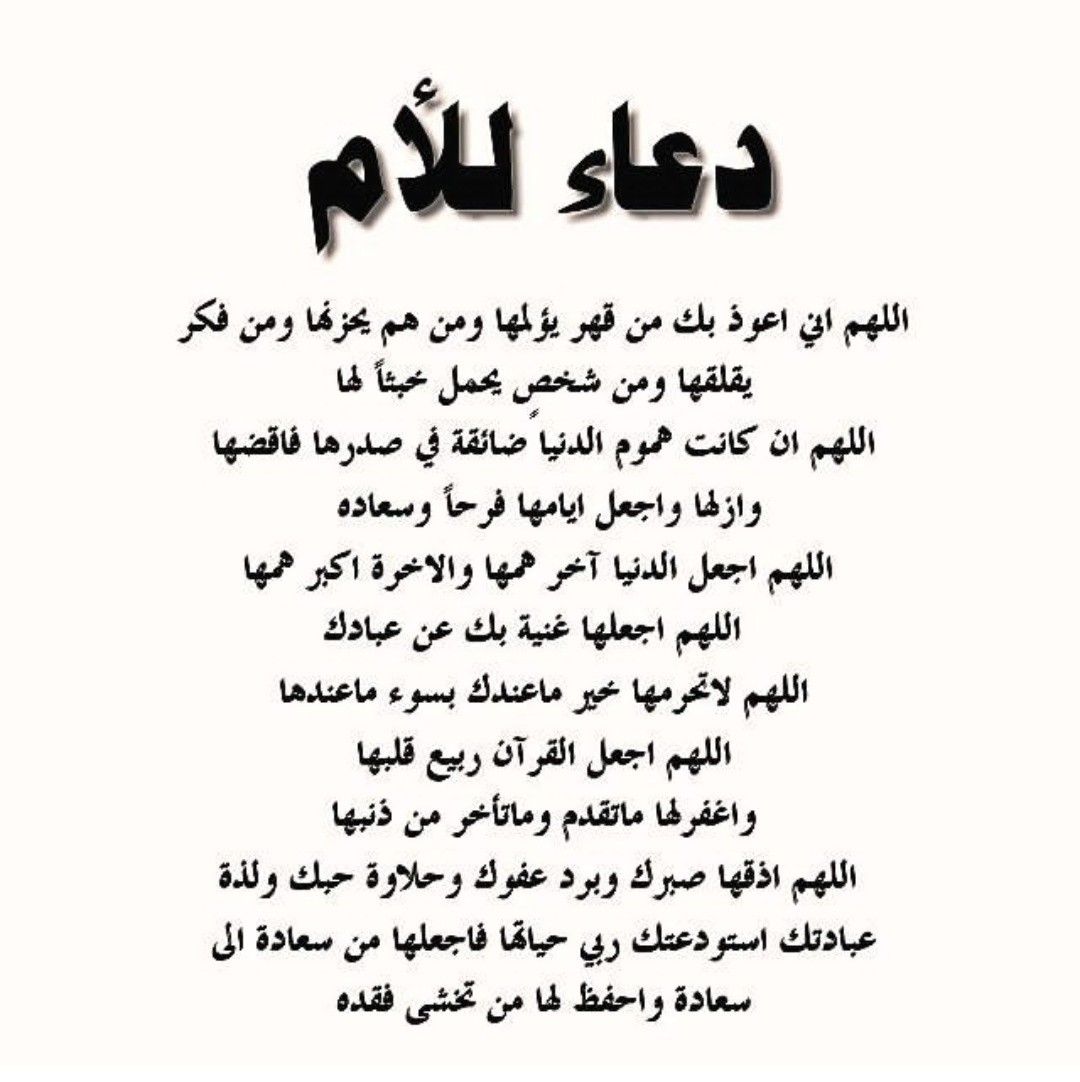 دعاء للأم
اللهم اني اعوذ بك من قهر يؤلمها ومن هم يحزنها ومن فكر
يقلقها ومن شخصٍ يحمل خبثاً لها
اللهم ان كانت هموم الدنياً ضائقة في صدرها فاقضها
وازلها واجعل ايامها فرحاً وسعاده
اللهم اجعل الدنيا آخر همها والاخرة اكبر همها
اللهم اجعلها غنية بك عن عبادك
اللهم لاتحرمها خير ماعندك بسوء ماعندها
اللهم اجعل القرآن ربيع قلبها
واغفرلها ماتقدم وماتأخر من ذنبها
اللهم اذقها صبرك وبرد عفوك وحلاوة حبك ولذة
عبادتك استودعتك ربي حياتها فاجعلها من سعادة الى
سعادة واحفظ لها من تخشى فقده